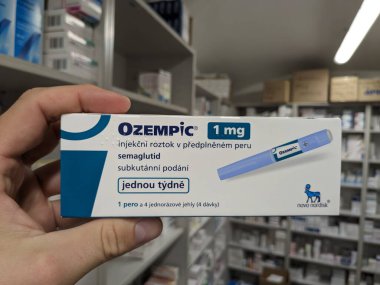 OZEMPIC® 1 mg
injekční roztok v předplněném peru
semaglutid
subkutánní podání
jednou týdně
1 pero a 4 jednorázové jehly (4 dávky)
novo nordisk